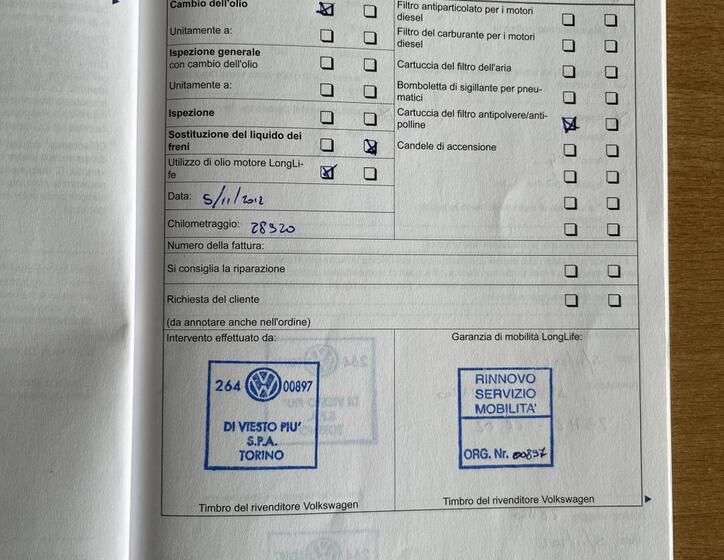 Cambio dell'olio
Unitamente a:
Ispezione generale
con cambio dell'olio
Unitamente a:
Ispezione
Sostituzione del liquido dei
freni
Utilizzo di olio motore LongLi-
fe
Data: 5/11/2012
Chilometraggio: 28920
Filtro antiparticolato per i motori
diesel
Filtro del carburante per i motori
diesel
Cartuccia del filtro dell'aria
Bomboletta di sigillante per pneu-
matici
Cartuccia del filtro antipolvere/anti-
polline
Candele di accensione
Numero della fattura:
Si consiglia la riparazione
Richiesta del cliente
(da annotare anche nell'ordine)
Intervento effettuato da:
264 00897
DI VIESTO PIU'
S.P.A.
TORINO
Timbro del rivenditore Volkswagen
Garanzia di mobilità LongLife:
RINNOVO
SERVIZIO
MOBILITA'
ORG. Nr. 00897
Timbro del rivenditore Volkswagen